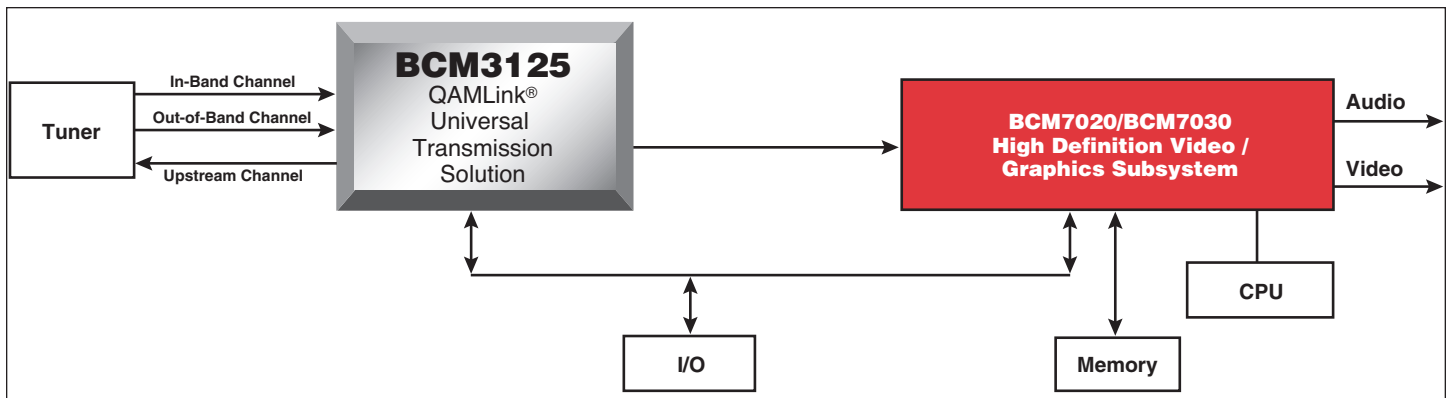 In-Band Channel
Out-of-Band Channel
Upstream Channel
Tuner
BCM3125
QAMLink®
Universal
Transmission
Solution
BCM7020/BCM7030
High Definition Video /
Graphics Subsystem
Audio
Video
CPU
I/O
Memory